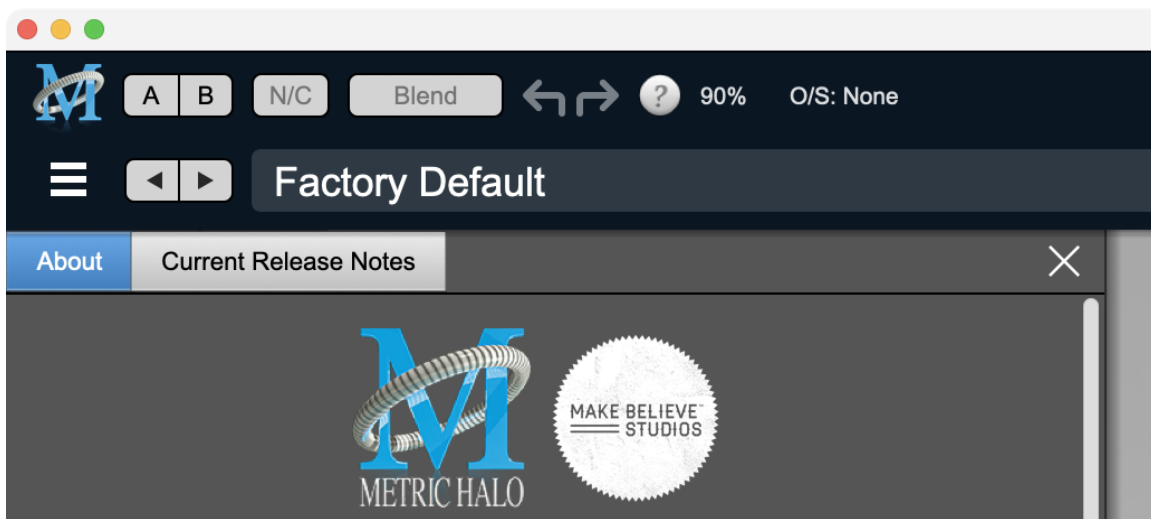 A B N/C Blend ? 90% O/S: None
Factory Default
About Current Release Notes
METRIC HALO
MAKE BELIEVE™
STUDIOS